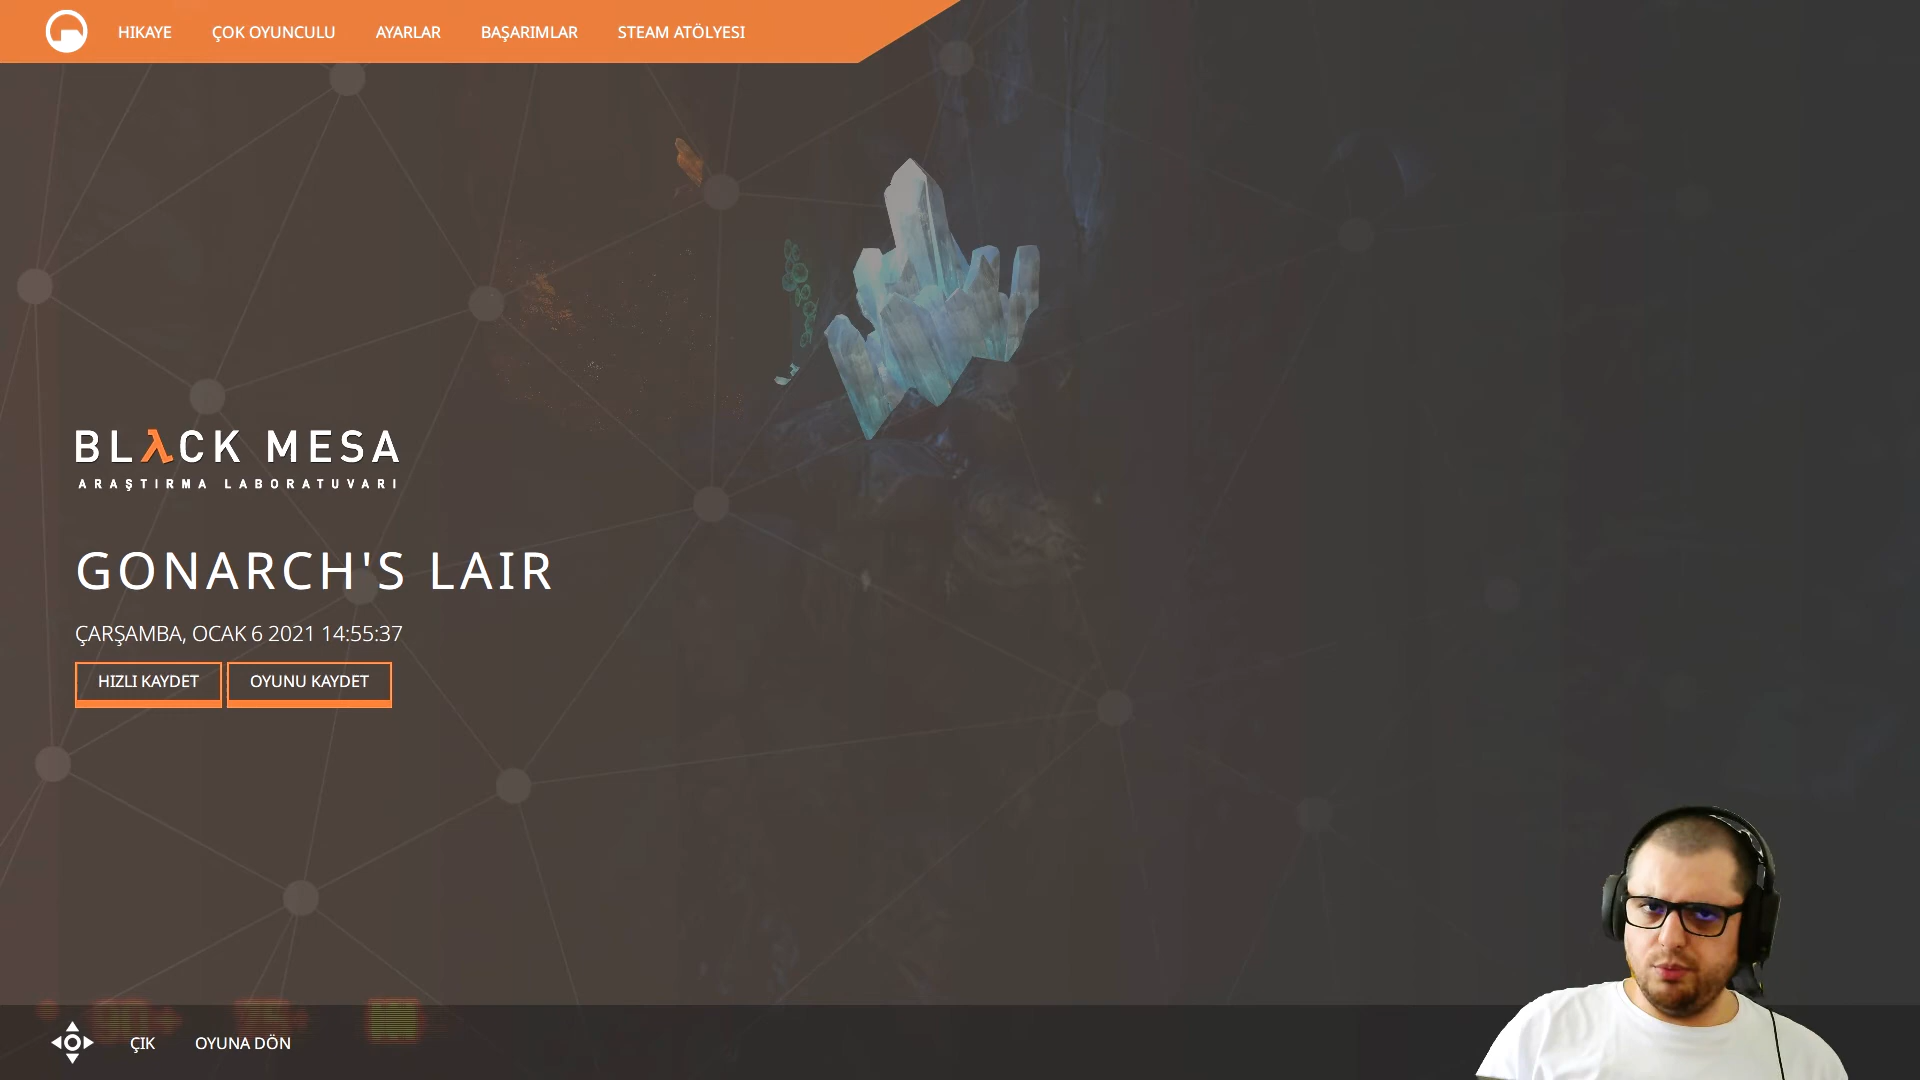 HIKAYE ÇOK OYUNCULU AYARLAR BAŞARIMLAR STEAM ATÖLYESI
BLλCK MESA
ARAŞTIRMA LABORATUVARI
GONARCH'S LAIR
ÇARŞAMBA, OCAK 6 2021 14:55:37
HIZLI KAYDET OYUNU KAYDET
ÇIK OYUNA DÖN